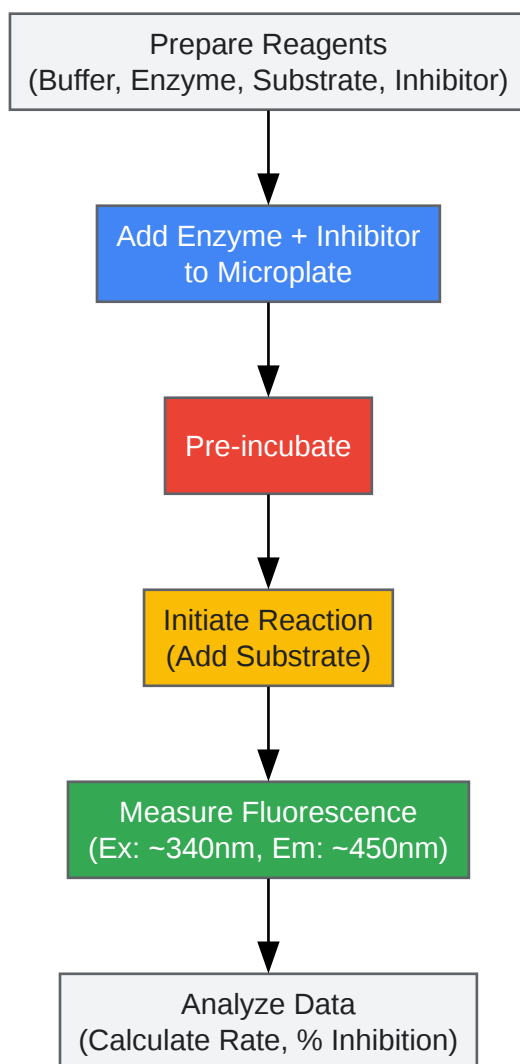 Prepare Reagents
(Buffer, Enzyme, Substrate, Inhibitor)
Add Enzyme + Inhibitor
to Microplate
Pre-incubate
Initiate Reaction
(Add Substrate)
Measure Fluorescence
(Ex: ~340nm, Em: ~450nm)
Analyze Data
(Calculate Rate, % Inhibition)